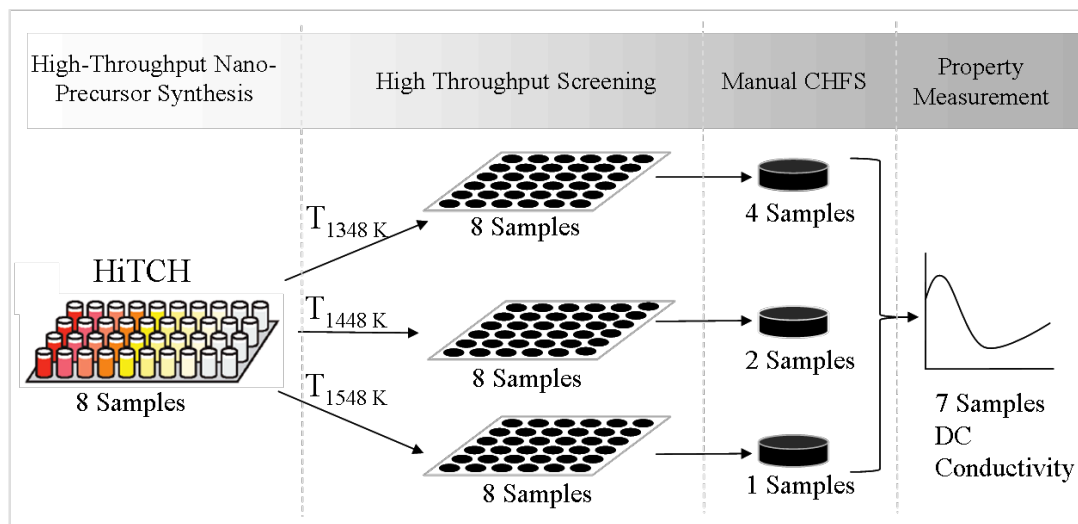 High-Throughput Nano-
Precursor Synthesis
High Throughput Screening
Manual CHFS
Property
Measurement
HiTCH
8 Samples
T1348 K
8 Samples
4 Samples
T1448 K
8 Samples
2 Samples
T1548 K
8 Samples
1 Samples
7 Samples
DC
Conductivity